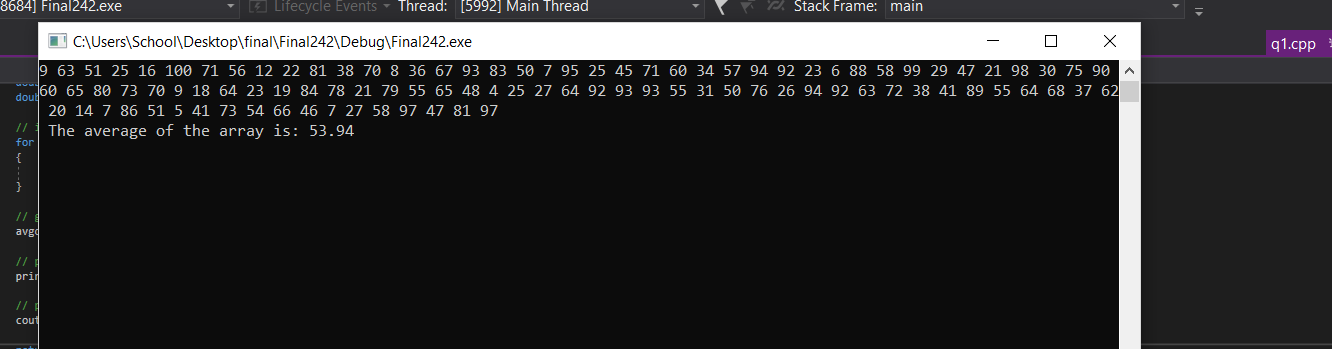 8684] Final242.exe Lifecycle Events Thread: [5992] Main Thread Stack Frame: main
C:\Users\School\Desktop\final\Final242\Debug\Final242.exe
q1.cpp
9 63 51 25 16 100 71 56 12 22 81 38 70 8 36 67 93 83 50 7 95 25 45 71 60 34 57 94 92 23 6 88 58 99 29 47 21 98 30 75 90
60 65 80 73 70 9 18 64 23 19 84 78 21 79 55 65 48 4 25 27 64 92 93 93 55 31 50 76 26 94 92 63 72 38 41 89 55 64 68 37 62
20 14 7 86 51 5 41 73 54 66 46 7 27 58 97 47 81 97
The average of the array is: 53.94
doub
// i
for
{
}
// g
avgo
// p
prin
// p
cout